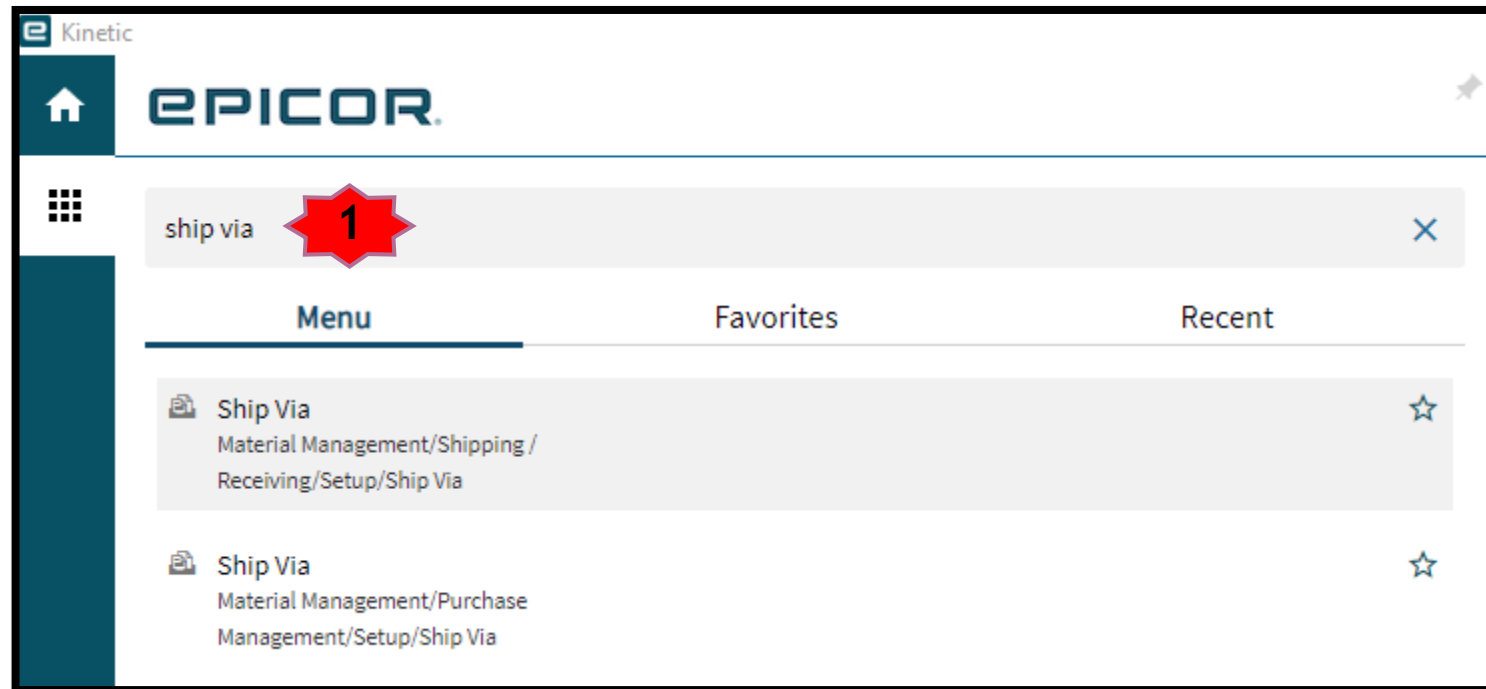 Kinetic
EPICOR.
ship via
1
Menu Favorites Recent
Ship Via
Material Management/Shipping /
Receiving/Setup/Ship Via
Ship Via
Material Management/Purchase
Management/Setup/Ship Via